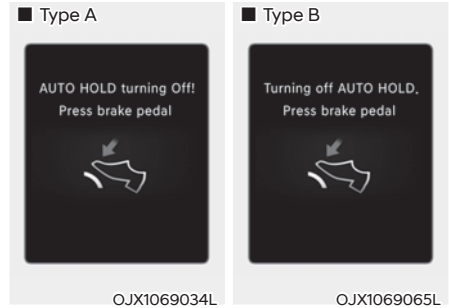 ■ Type A
AUTO HOLD turning Off!
Press brake pedal
OJX1069034L
■ Type B
Turning off AUTO HOLD,
Press brake pedal
OJX1069065L